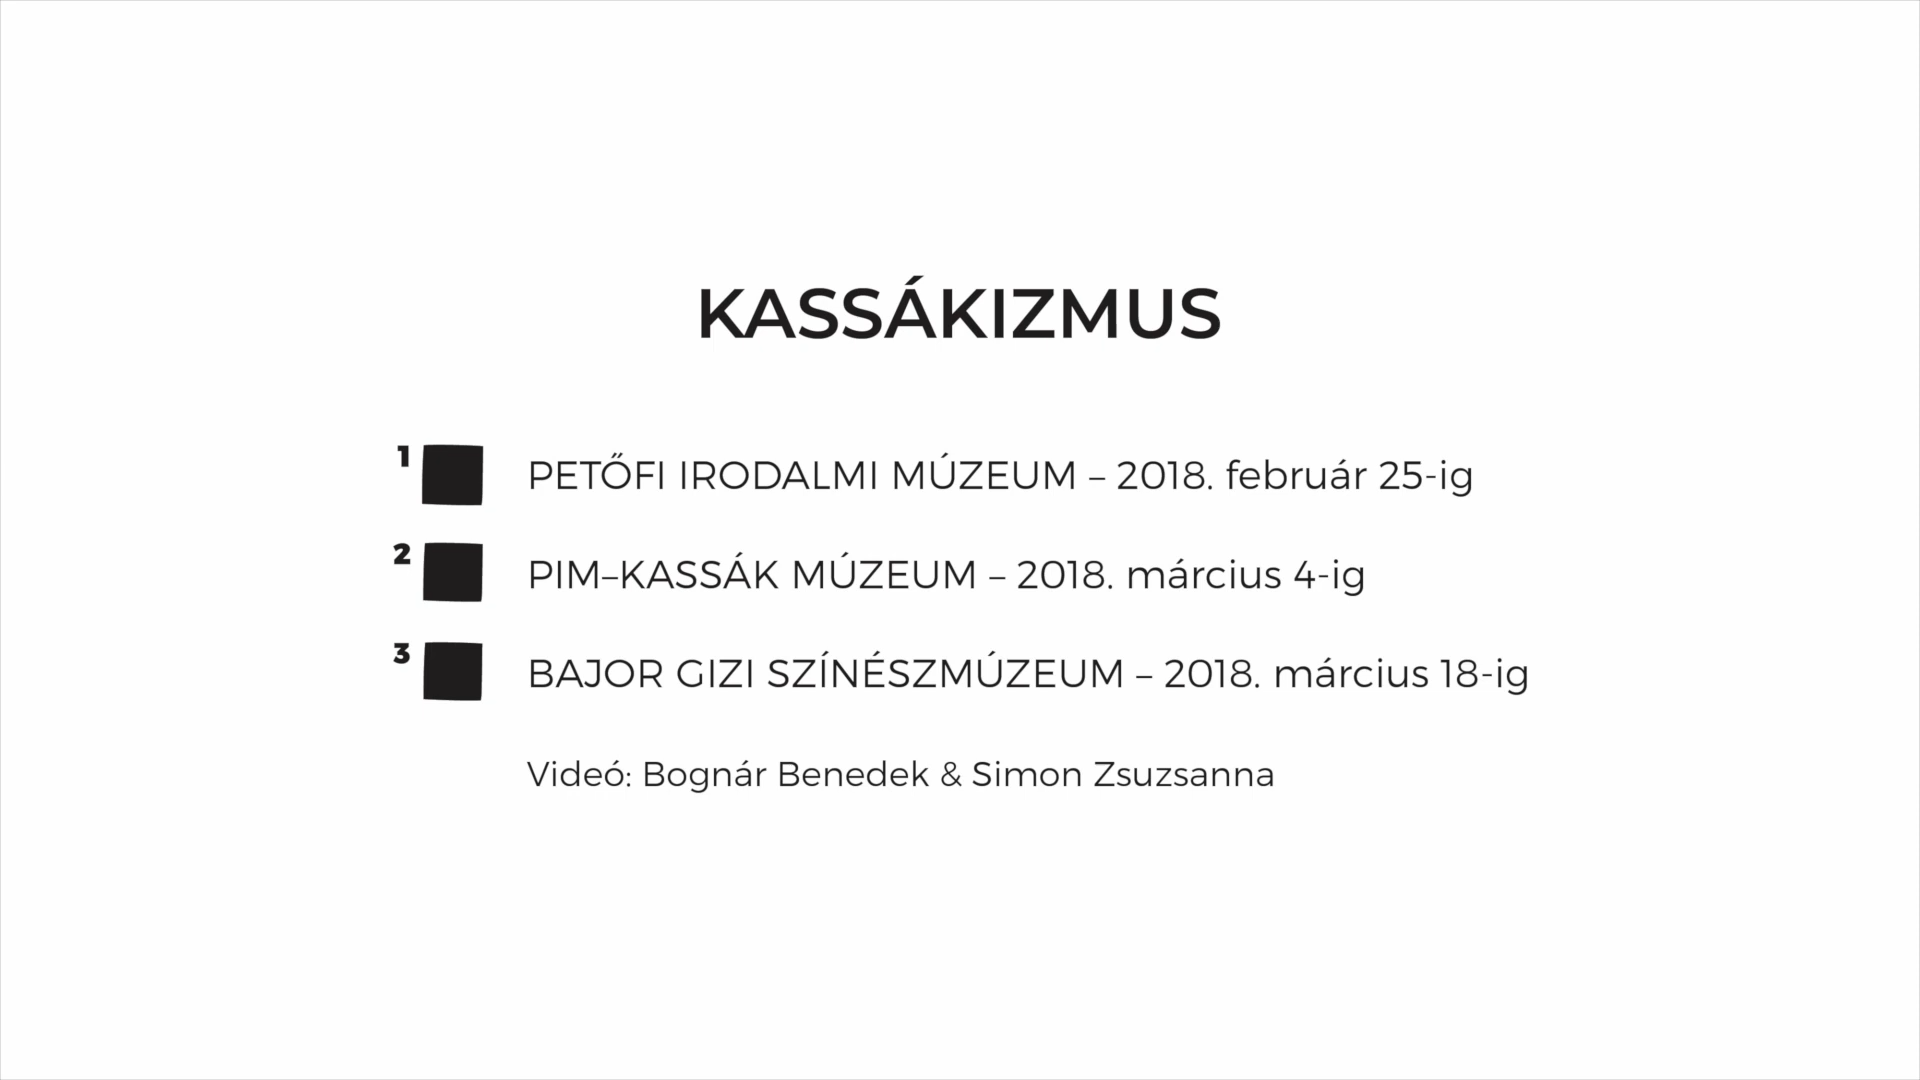 KASSÁKIZMUS
1 PETŐFI IRODALMI MÚZEUM – 2018. február 25-ig
2 PIM–KASSÁK MÚZEUM – 2018. március 4-ig
3 BAJOR GIZI SZÍNÉSZMÚZEUM – 2018. március 18-ig
Videó: Bognár Benedek & Simon Zsuzsanna